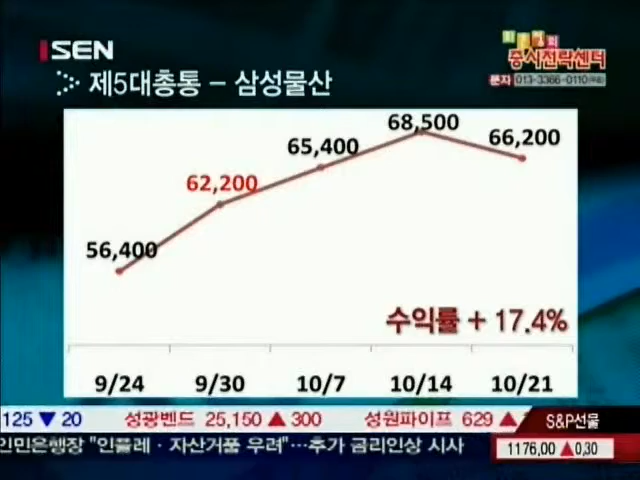 SEN
증시전략센터
문자 013-3366-0110
제5대총통 - 삼성물산
68,500
66,200
65,400
62,200
56,400
수익률 + 17.4%
9/24 9/30 10/7 10/14 10/21
125 ▼ 20 성광벤드 25,150 ▲ 300 성원파이프 629 ▲
S&P선물
인민은행장 "인플레·자산거품 우려"…추가 금리인상 시사
1176,00 ▲0,30